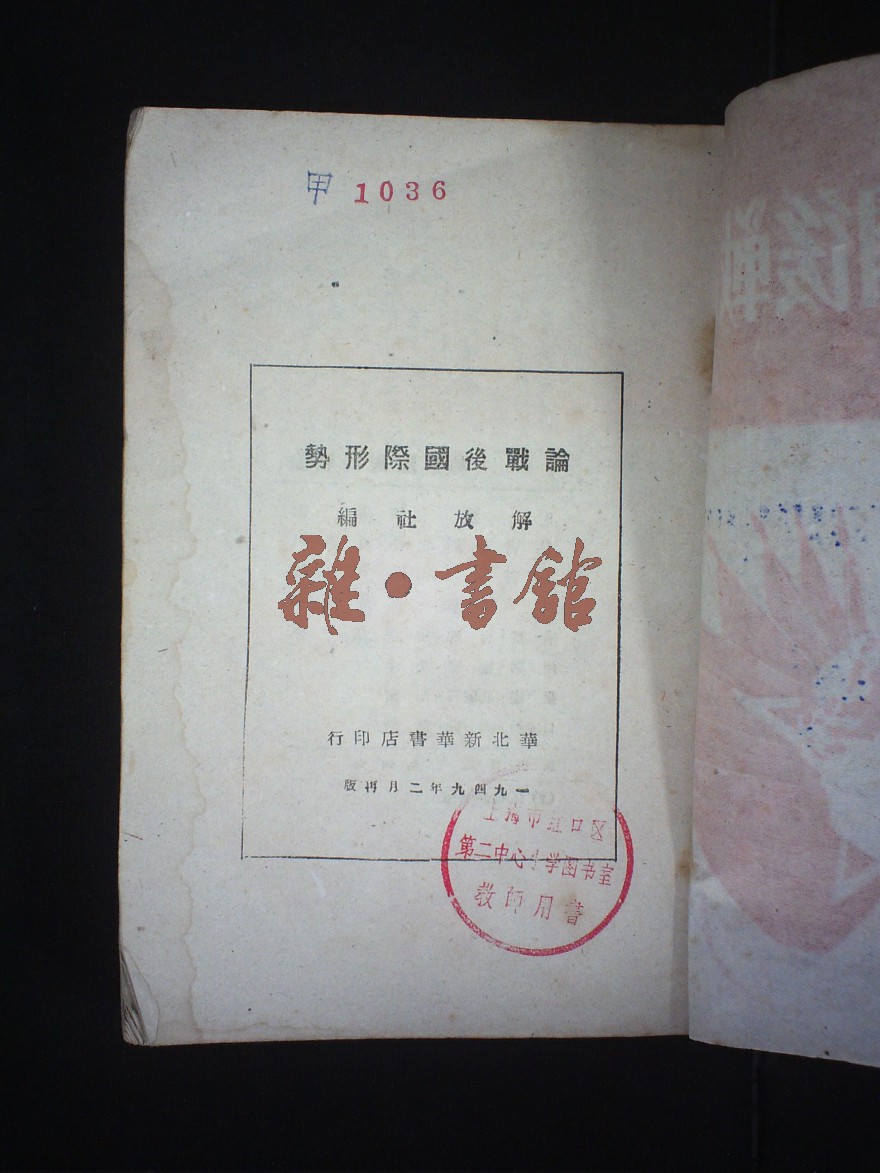 甲 1036
論戰後國際形勢
解放社編
雜·書館
華北新華書店印行
一九四九年二月再版
上海市虹口区
第二中心小学图书室
教师用書